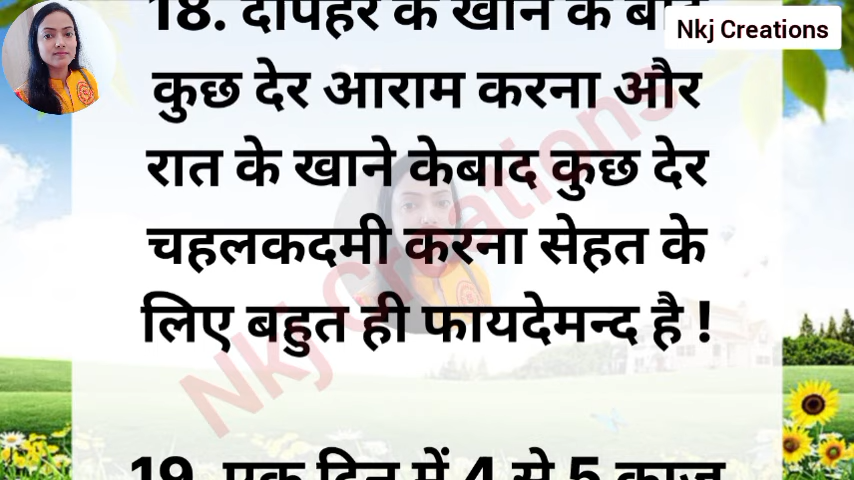 18. दोपहर के खाने के बाद
Nkj Creations
कुछ देर आराम करना और
रात के खाने केबाद कुछ देर
चहलकदमी करना सेहत के
लिए बहुत ही फायदेमन्द है !
Nkj Creations
19. एक दिन में 4 से 5 काजू